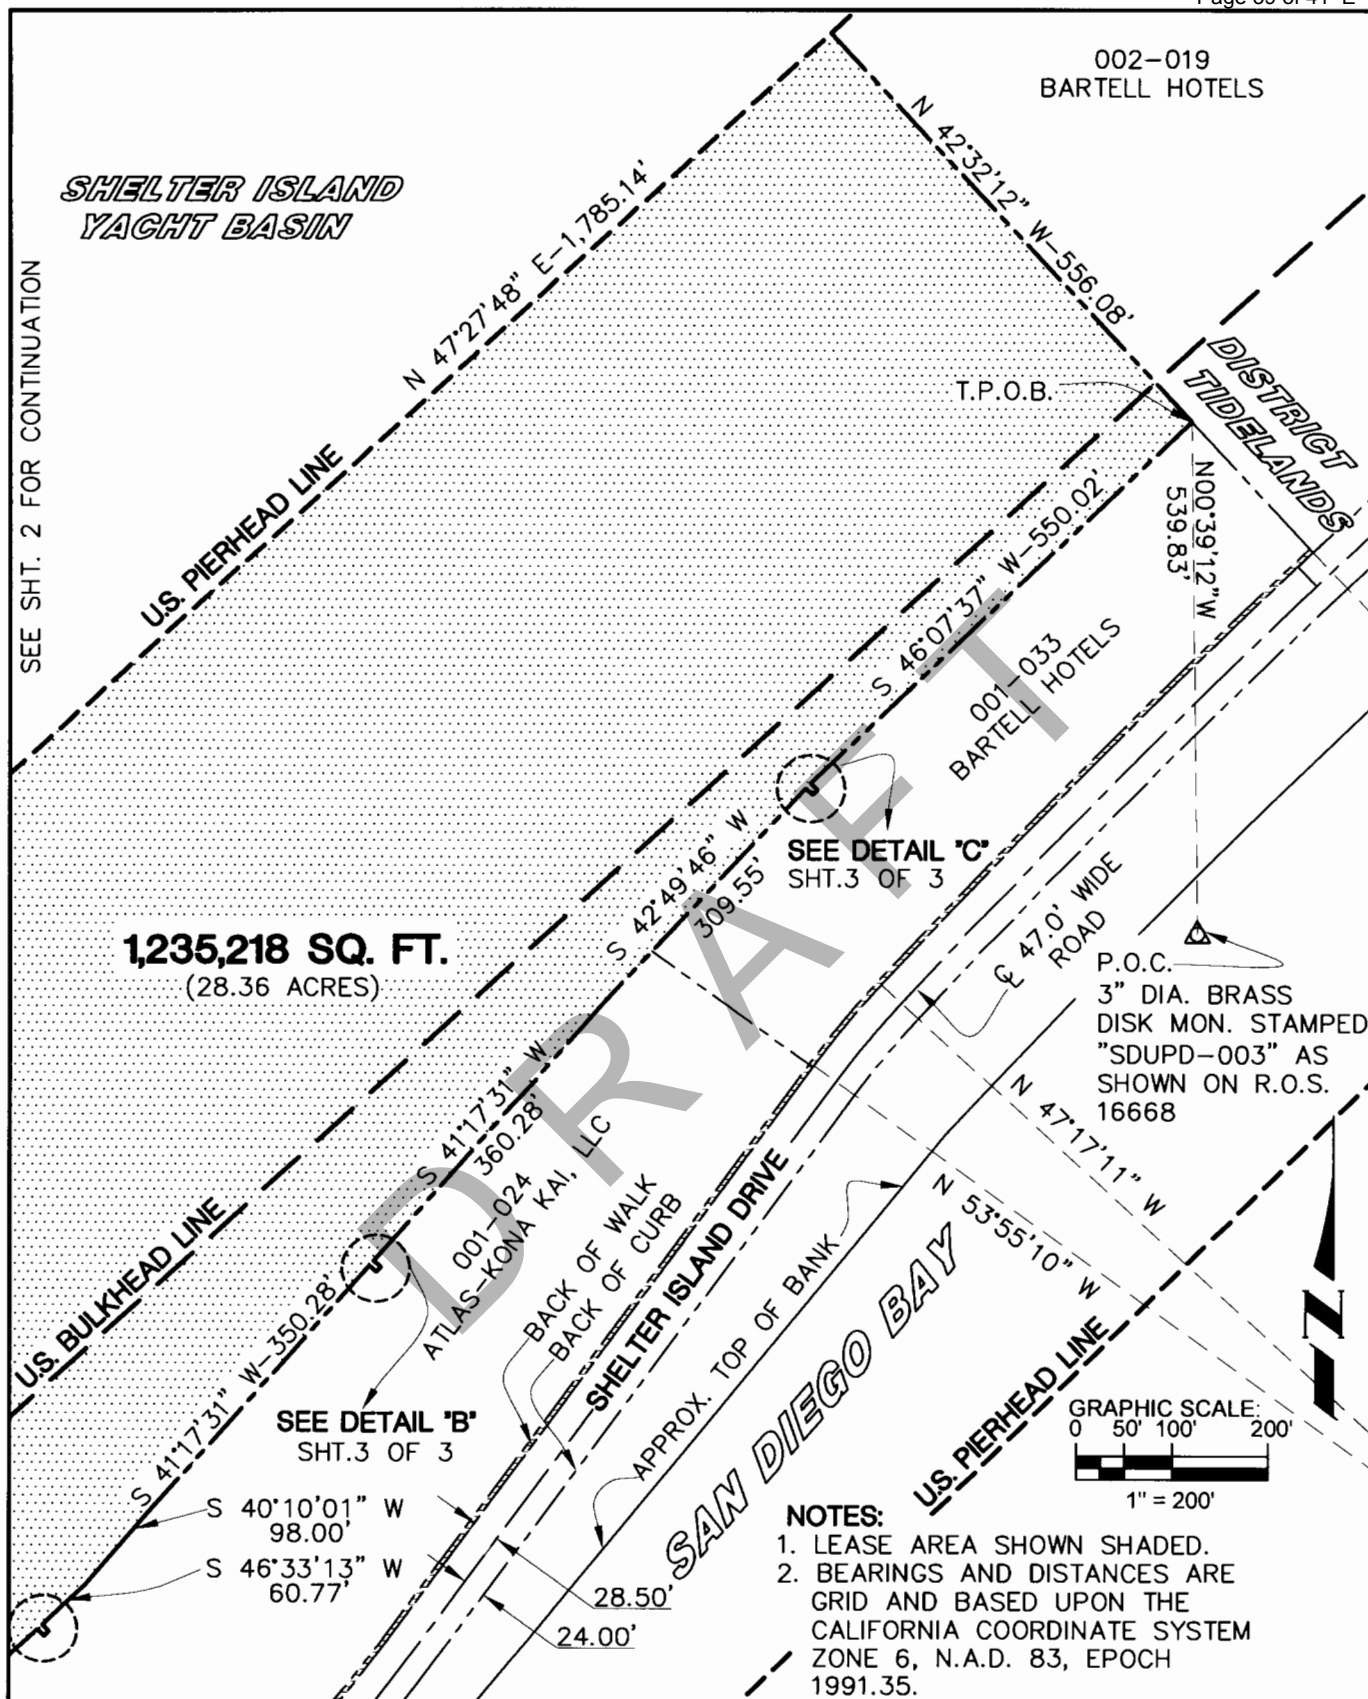 002-019
BARTELL HOTELS
SHELTER ISLAND
YACHT BASIN
SEE SHT. 2 FOR CONTINUATION
N 42°32'12" W-556.08'
N 47°27'48" E-1,785.14'
U.S. PIERHEAD LINE
T.P.O.B.
DISTRICT
TIDELANDS
N00°39'12"W
539.83'
S 46°07'37" W-550.02'
001-033
BARTELL HOTELS
SEE DETAIL "C"
SHT.3 OF 3
S 42°49'46" W
309.55'
1,235,218 SQ. FT.
(28.36 ACRES)
℄ 47.0' WIDE
ROAD
P.O.C.
3" DIA. BRASS
DISK MON. STAMPED
"SDUPD-003" AS
SHOWN ON R.O.S.
16668
DRAFT
S 41°17'31" W
360.28'
001-024
ATLAS-KONA KAI, LLC
BACK OF WALK
BACK OF CURB
SHELTER ISLAND DRIVE
N 47°17'11" W
N 53°55'10" W
APPROX. TOP OF BANK
SAN DIEGO BAY
U.S. PIERHEAD LINE
N
U.S. BULKHEAD LINE
S 41°17'31" W-350.28'
SEE DETAIL "B"
SHT.3 OF 3
S 40°10'01" W
98.00'
S 46°33'13" W
60.77'
28.50'
24.00'
GRAPHIC SCALE:
0 50' 100' 200'
1" = 200'
NOTES:
1. LEASE AREA SHOWN SHADED.
2. BEARINGS AND DISTANCES ARE
GRID AND BASED UPON THE
CALIFORNIA COORDINATE SYSTEM
ZONE 6, N.A.D. 83, EPOCH
1991.35.